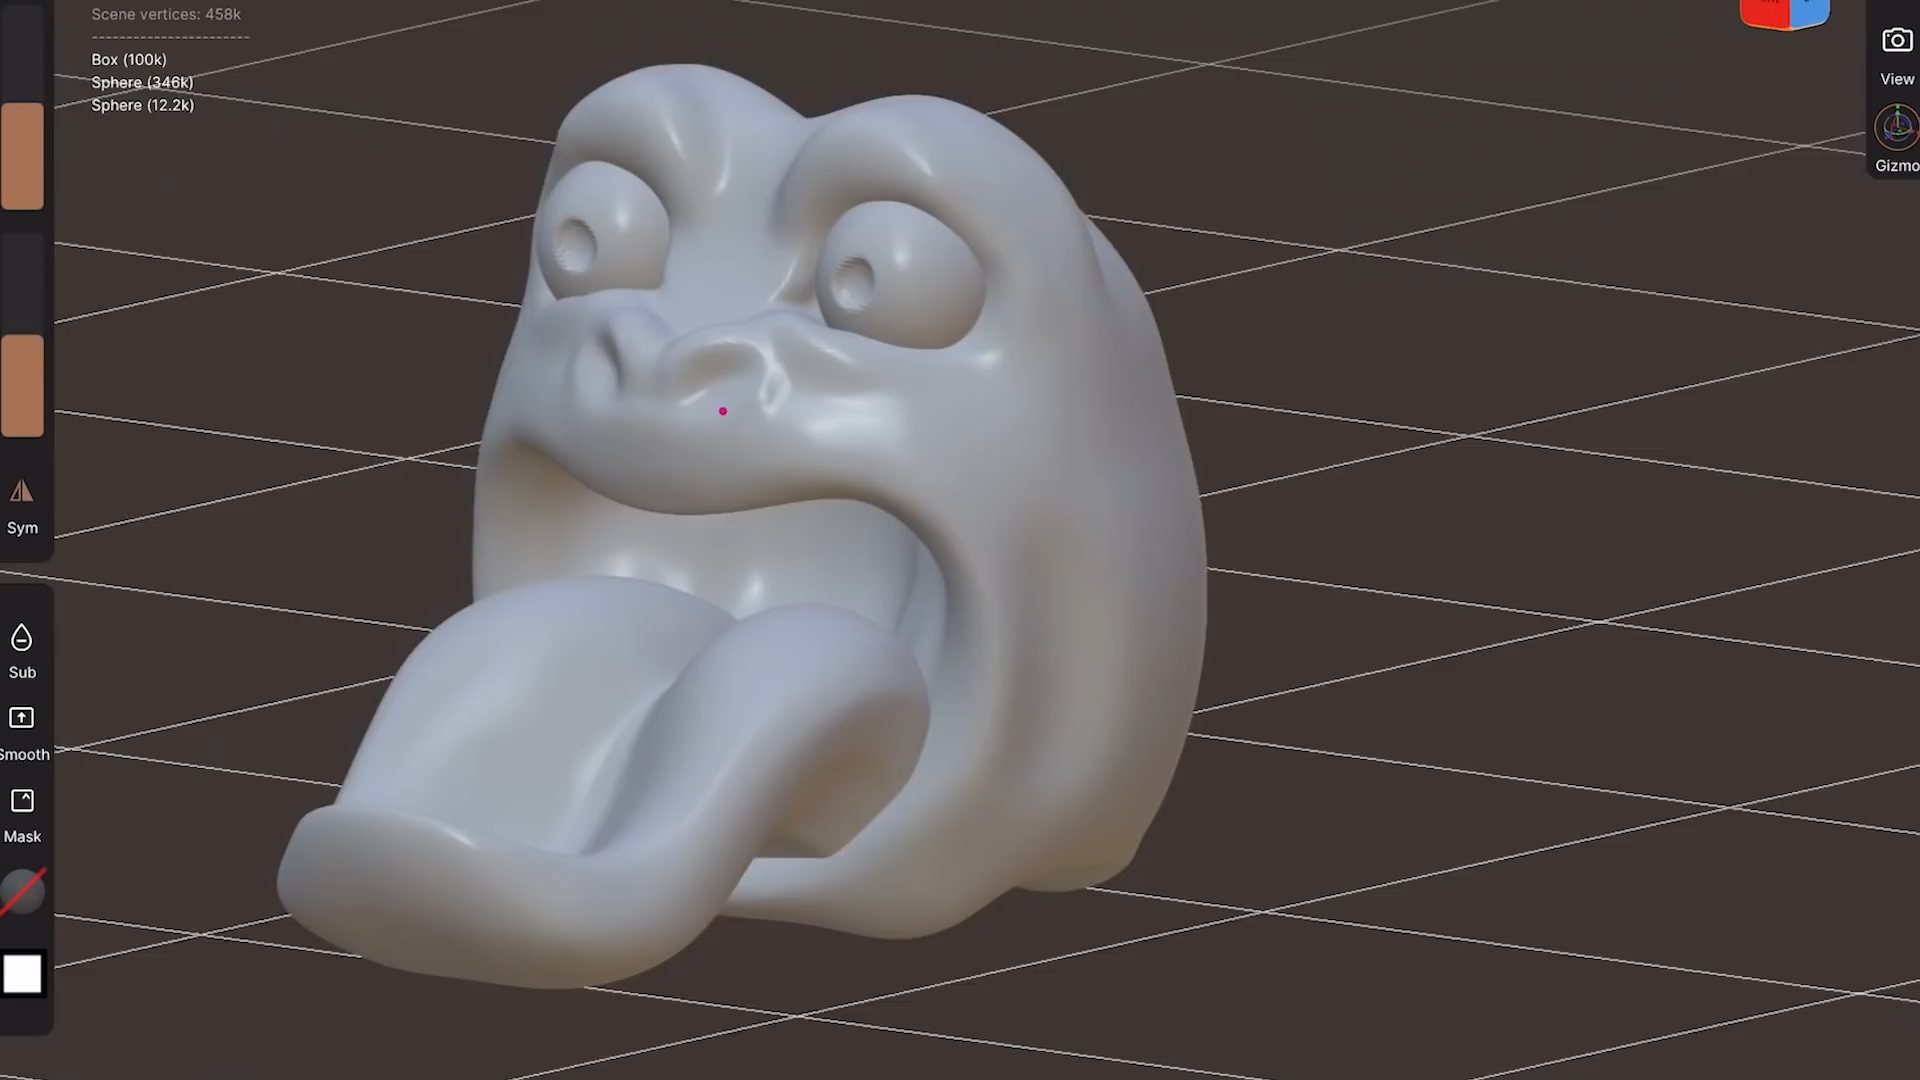 Scene vertices: 458k
-----------------------
Box (100k)
Sphere (346k)
Sphere (12.2k)
View
Gizmo
Sym
Sub
Smooth
Mask